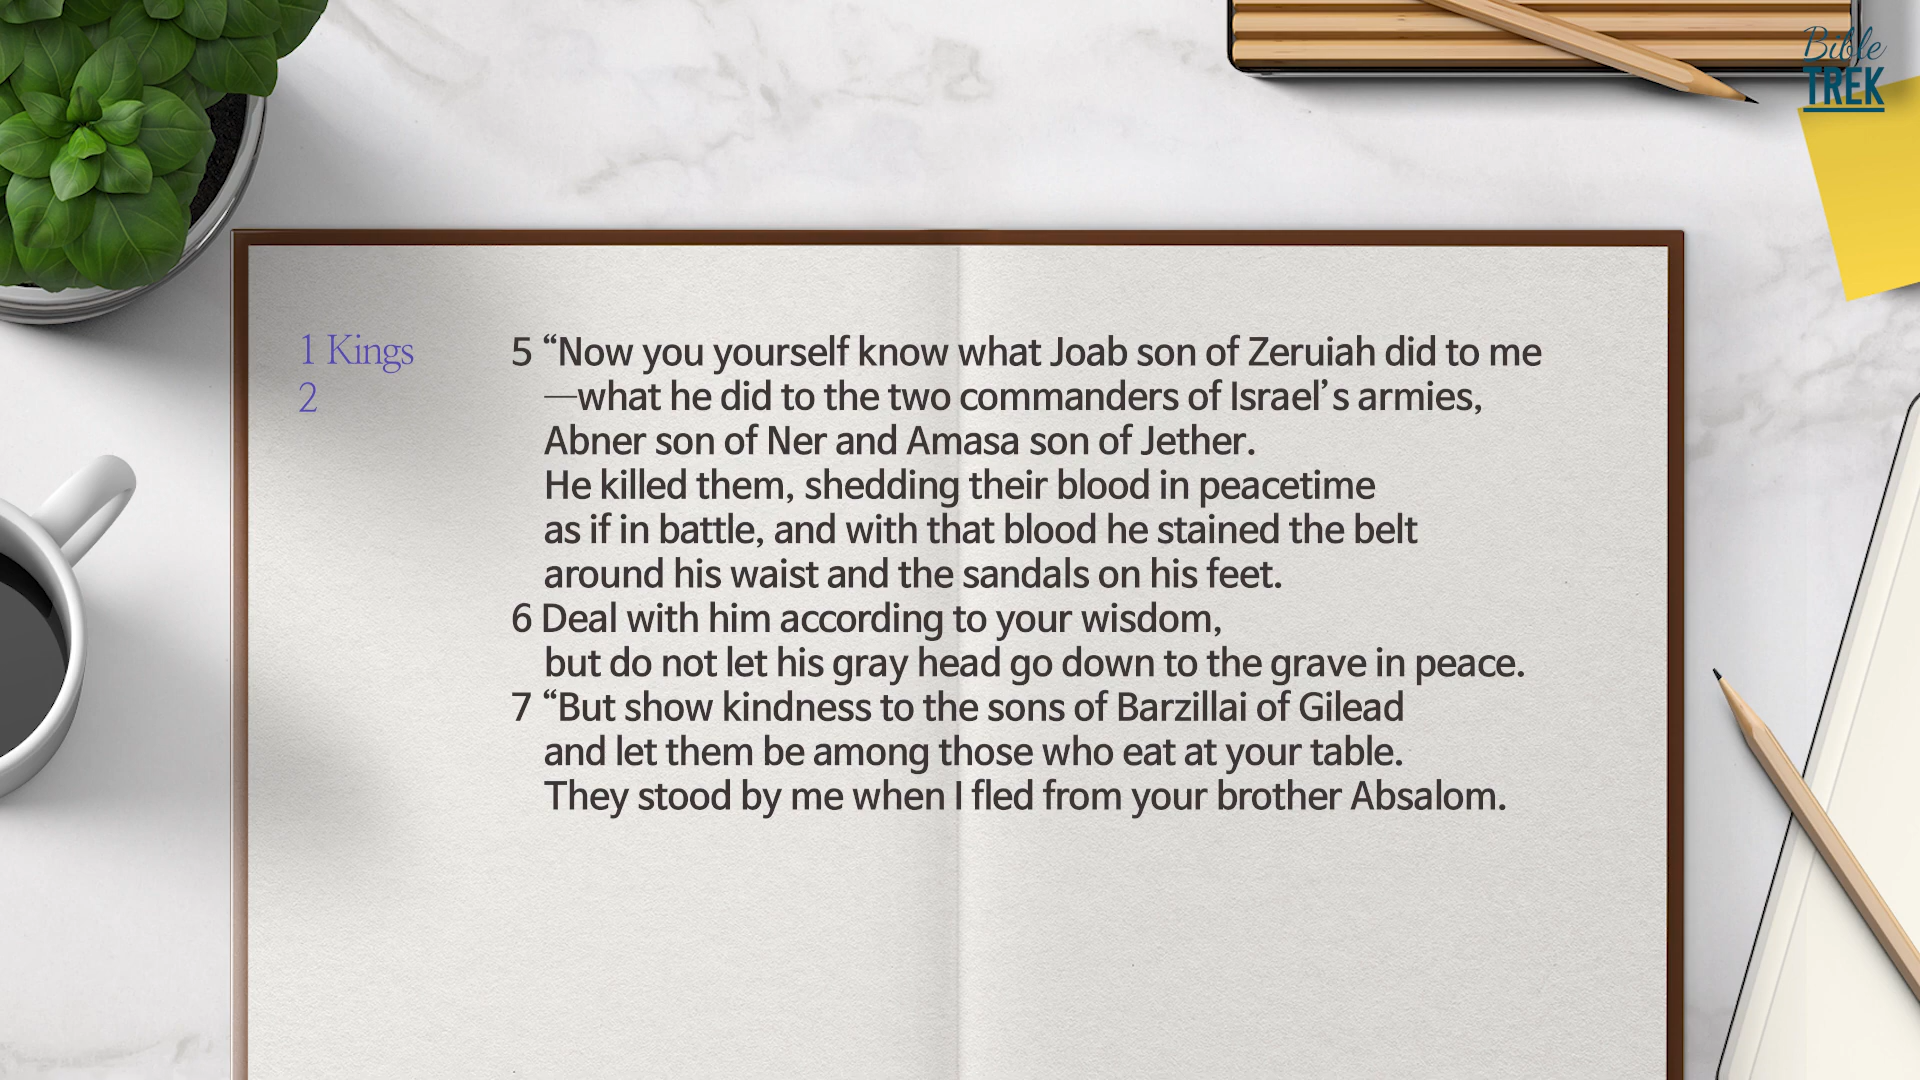 Bible
TREK
1 Kings
2
5 “Now you yourself know what Joab son of Zeruiah did to me
—what he did to the two commanders of Israel’s armies,
Abner son of Ner and Amasa son of Jether.
He killed them, shedding their blood in peacetime
as if in battle, and with that blood he stained the belt
around his waist and the sandals on his feet.
6 Deal with him according to your wisdom,
but do not let his gray head go down to the grave in peace.
7 “But show kindness to the sons of Barzillai of Gilead
and let them be among those who eat at your table.
They stood by me when I fled from your brother Absalom.